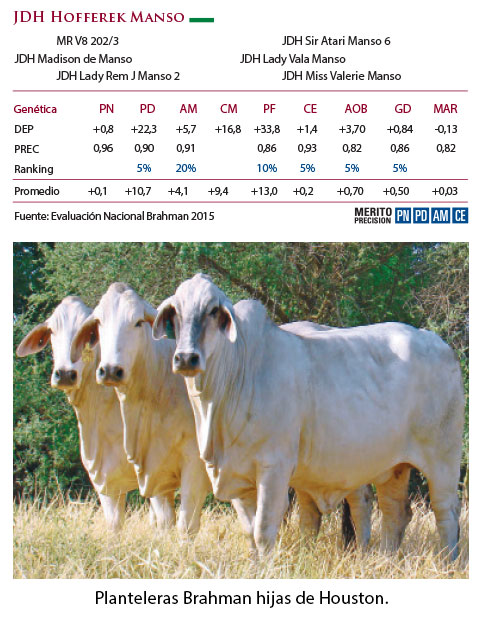 JDH Hofferek Manso
MR V8 202/3 JDH Sir Atari Manso 6
JDH Madison de Manso JDH Lady Vala Manso
JDH Lady Rem J Manso 2 JDH Miss Valerie Manso
Genética PN PD AM CM PF CE AOB GD MAR
DEP +0,8 +22,3 +5,7 +16,8 +33,8 +1,4 +3,70 +0,84 -0,13
PREC 0,96 0,90 0,91 0,86 0,93 0,82 0,86 0,82
Ranking 5% 20% 10% 5% 5% 5%
Promedio +0,1 +10,7 +4,1 +9,4 +13,0 +0,2 +0,70 +0,50 +0,03
Fuente: Evaluación Nacional Brahman 2015 MERITO PN PD AM CE
PRECISION
Planteleras Brahman hijas de Houston.